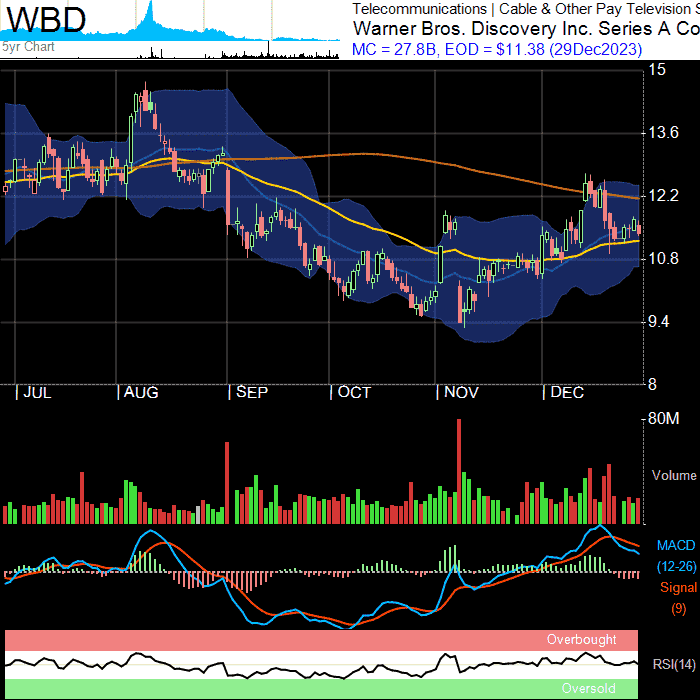 WBD
5yr Chart
Telecommunications | Cable & Other Pay Television S
Warner Bros. Discovery Inc. Series A Co
MC = 27.8B, EOD = $11.38 (29Dec2023)
15
13.6
12.2
10.8
9.4
8
| JUL | AUG | SEP | OCT | NOV | DEC
80M
Volume
MACD
(12-26)
Signal
(9)
Overbought
RSI(14)
Oversold